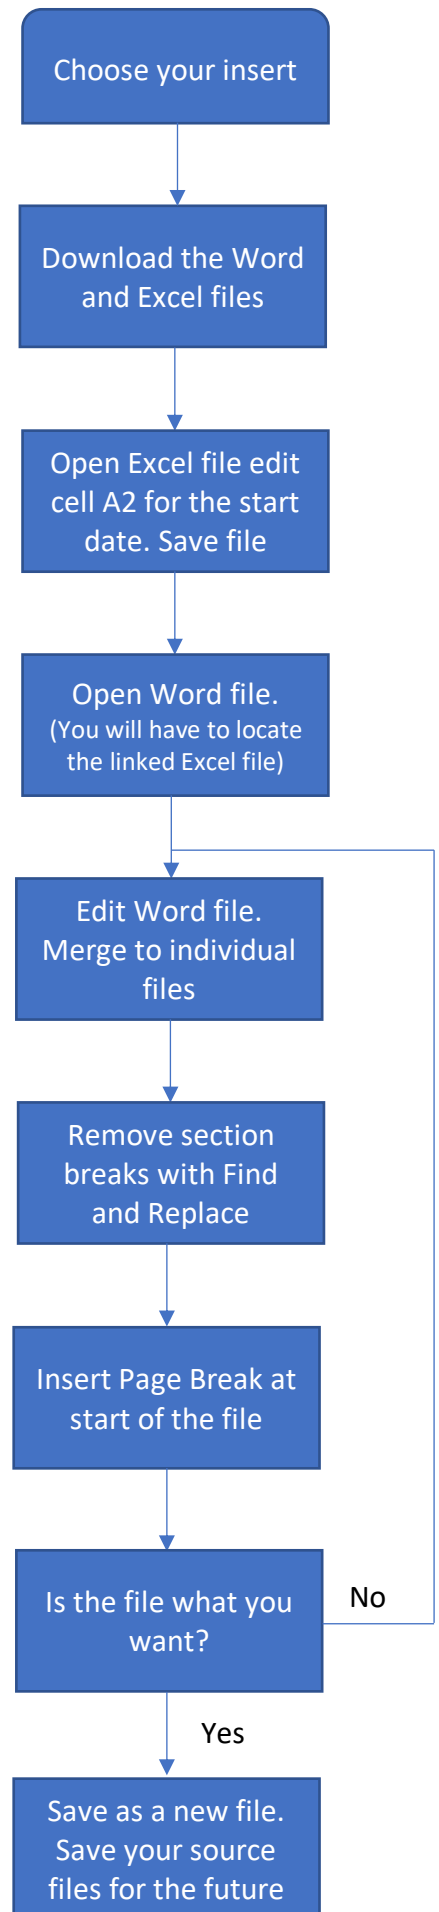 Choose your insert
Download the Word
and Excel files
Open Excel file edit
cell A2 for the start
date. Save file
Open Word file.
(You will have to locate
the linked Excel file)
Edit Word file.
Merge to individual
files
Remove section
breaks with Find
and Replace
Insert Page Break at
start of the file
Is the file what you
want?
No
Yes
Save as a new file.
Save your source
files for the future